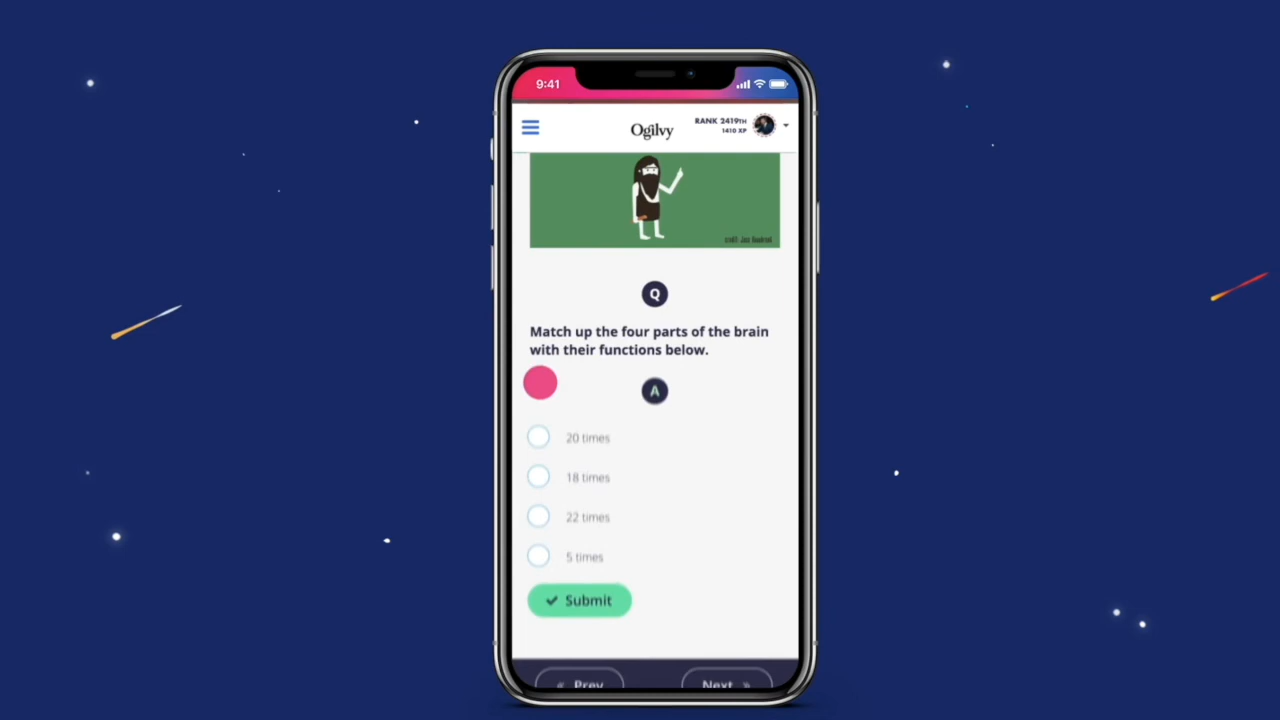 9:41
Ogilvy
RANK 2419TH
1410 XP
Q
Match up the four parts of the brain
with their functions below.
A
20 times
18 times
22 times
5 times
✔ Submit
« Prev
Next »